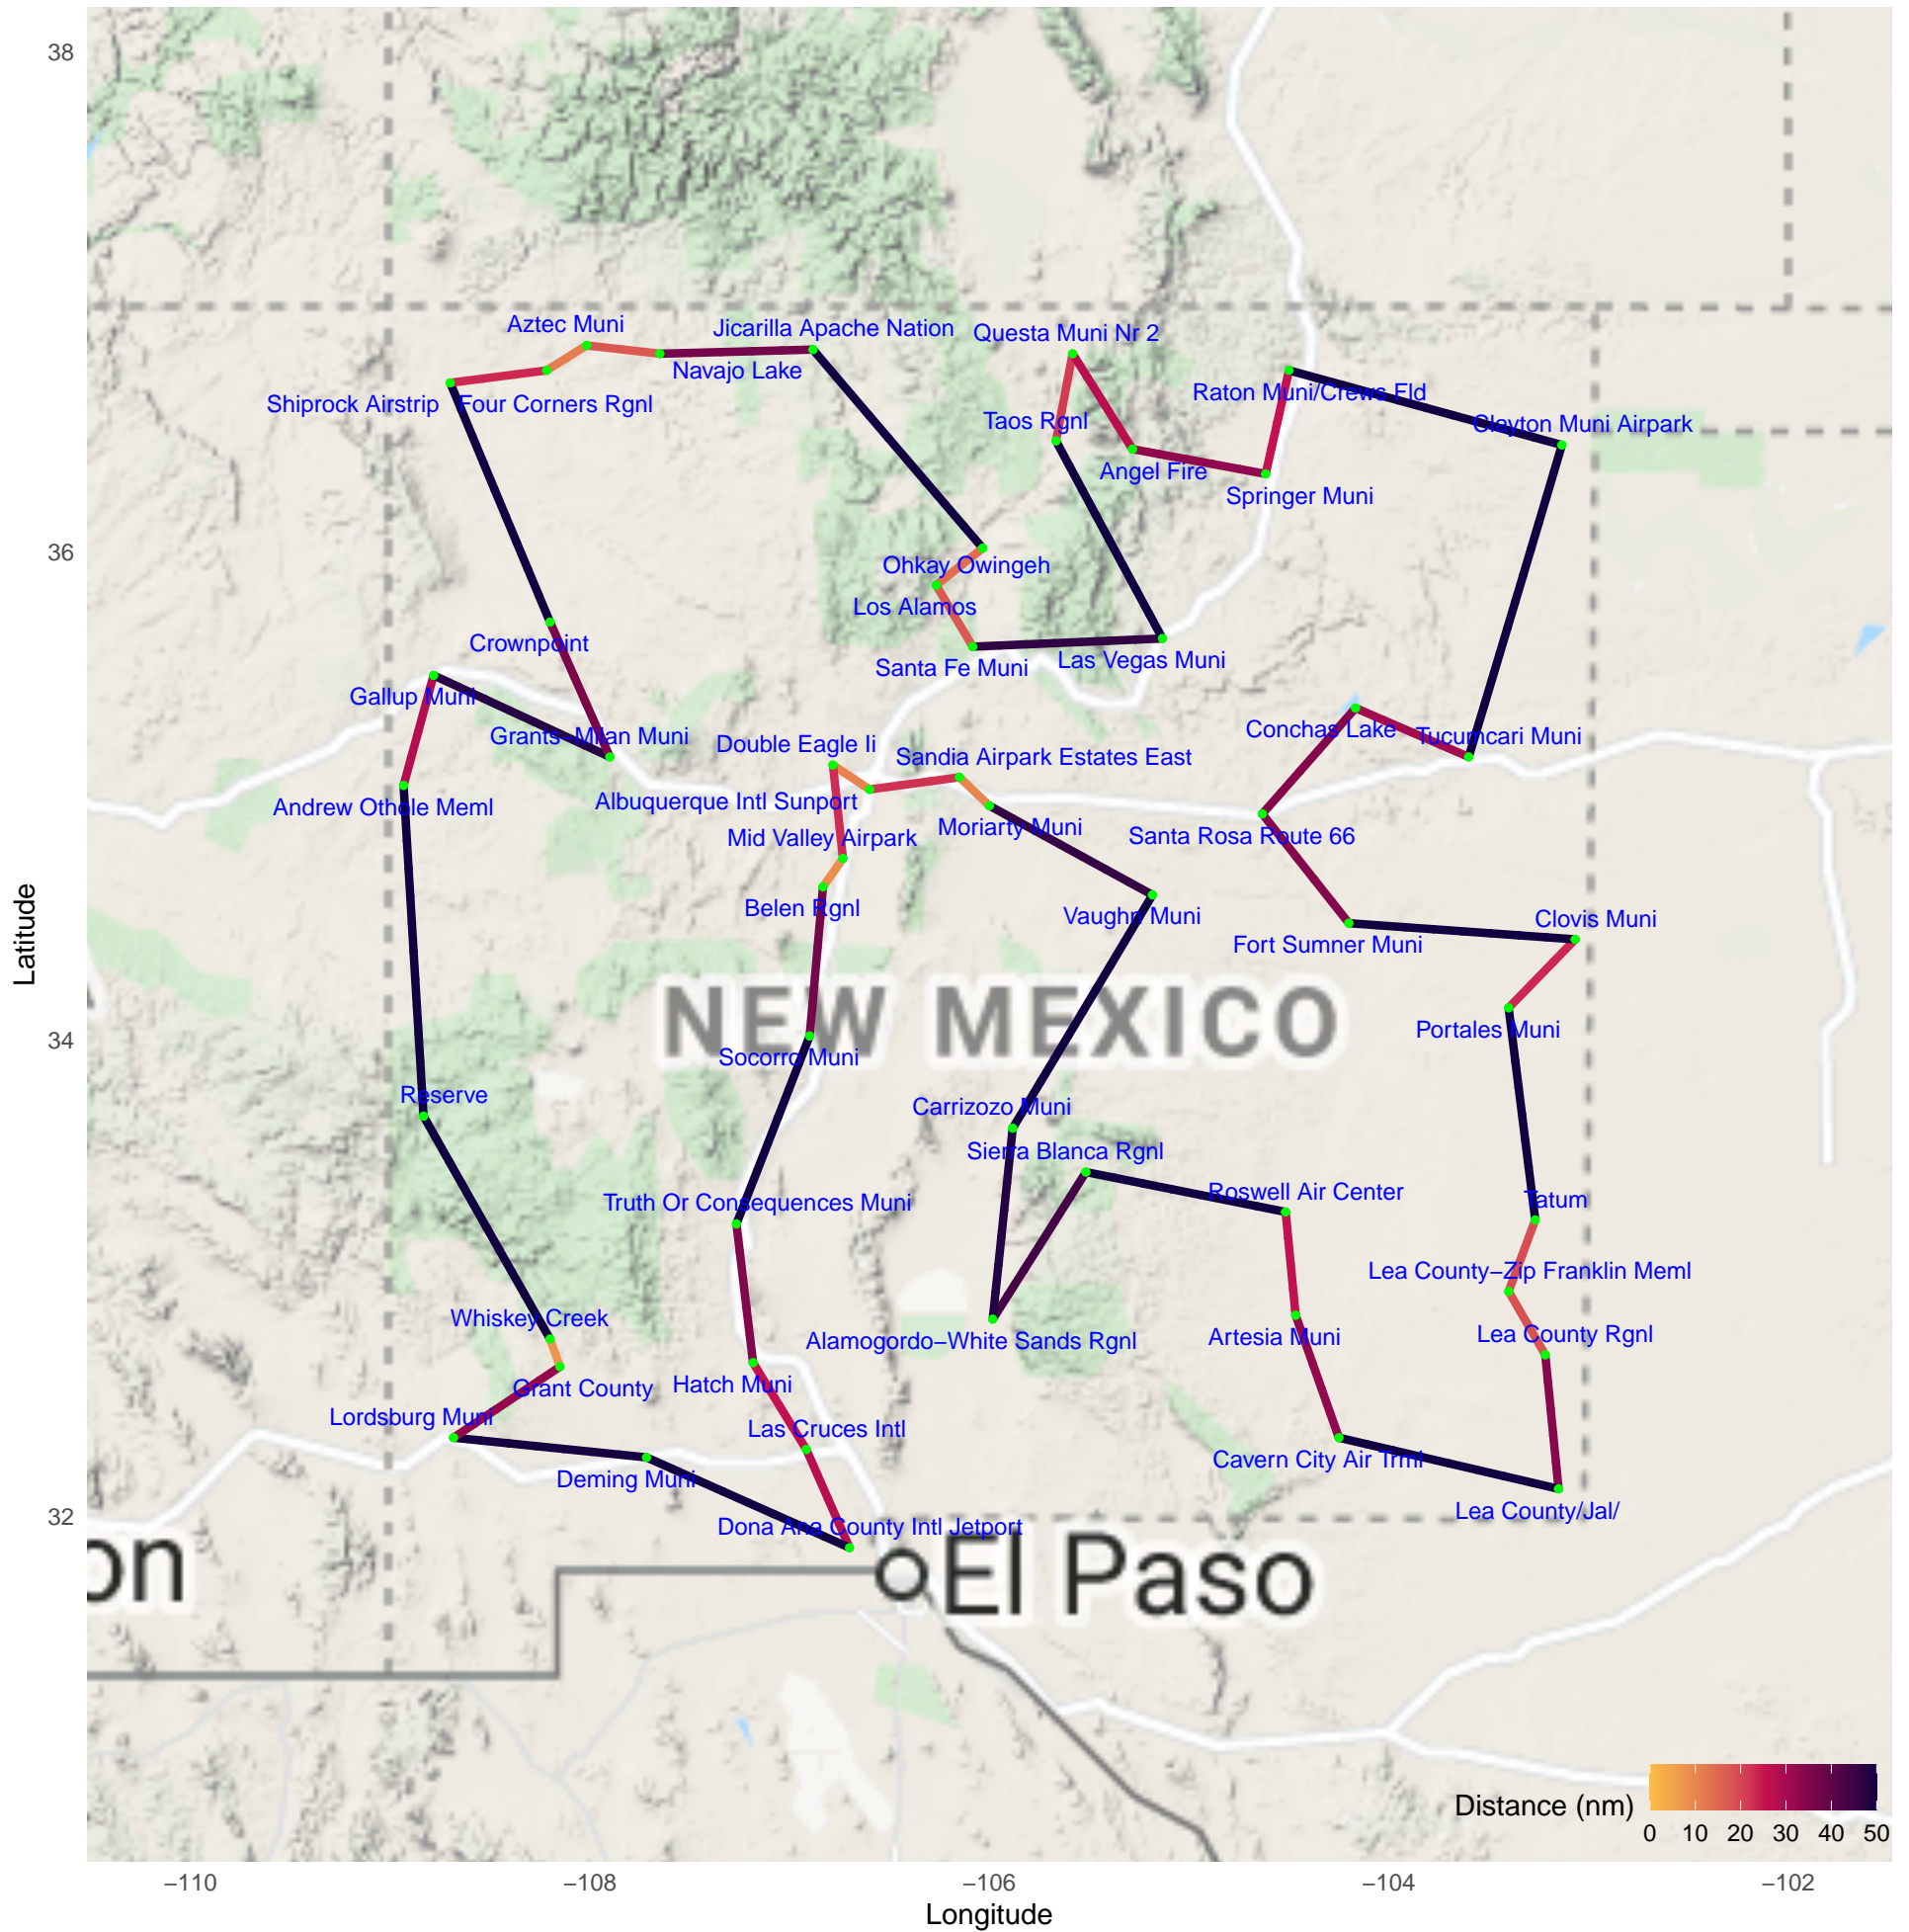 38
Aztec Muni
Jicarilla Apache Nation
Questa Muni Nr 2
Navajo Lake
Raton Muni/Crews Fld
Shiprock Airstrip
Four Corners Rgnl
Taos Rgnl
Clayton Muni Airpark
Angel Fire
Springer Muni
36
Ohkay Owingeh
Los Alamos
Crownpoint
Santa Fe Muni
Las Vegas Muni
Gallup Muni
Grants−Milan Muni
Double Eagle Ii
Sandia Airpark Estates East
Conchas Lake
Tucumcari Muni
Andrew Othole Meml
Albuquerque Intl Sunport
Mid Valley Airpark
Moriarty Muni
Santa Rosa Route 66
Belen Rgnl
Vaughn Muni
Fort Sumner Muni
Clovis Muni
Latitude
NEW MEXICO
34
Socorro Muni
Portales Muni
Reserve
Carrizozo Muni
Sierra Blanca Rgnl
Truth Or Consequences Muni
Roswell Air Center
Tatum
Lea County−Zip Franklin Meml
Whiskey Creek
Alamogordo−White Sands Rgnl
Artesia Muni
Lea County Rgnl
Grant County
Hatch Muni
Lordsburg Muni
Las Cruces Intl
Deming Muni
Cavern City Air Trml
Lea County/Jal/
32
Dona Ana County Intl Jetport
on
El Paso
Distance (nm)
0 10 20 30 40 50
−110 −108 −106 −104 −102
Longitude